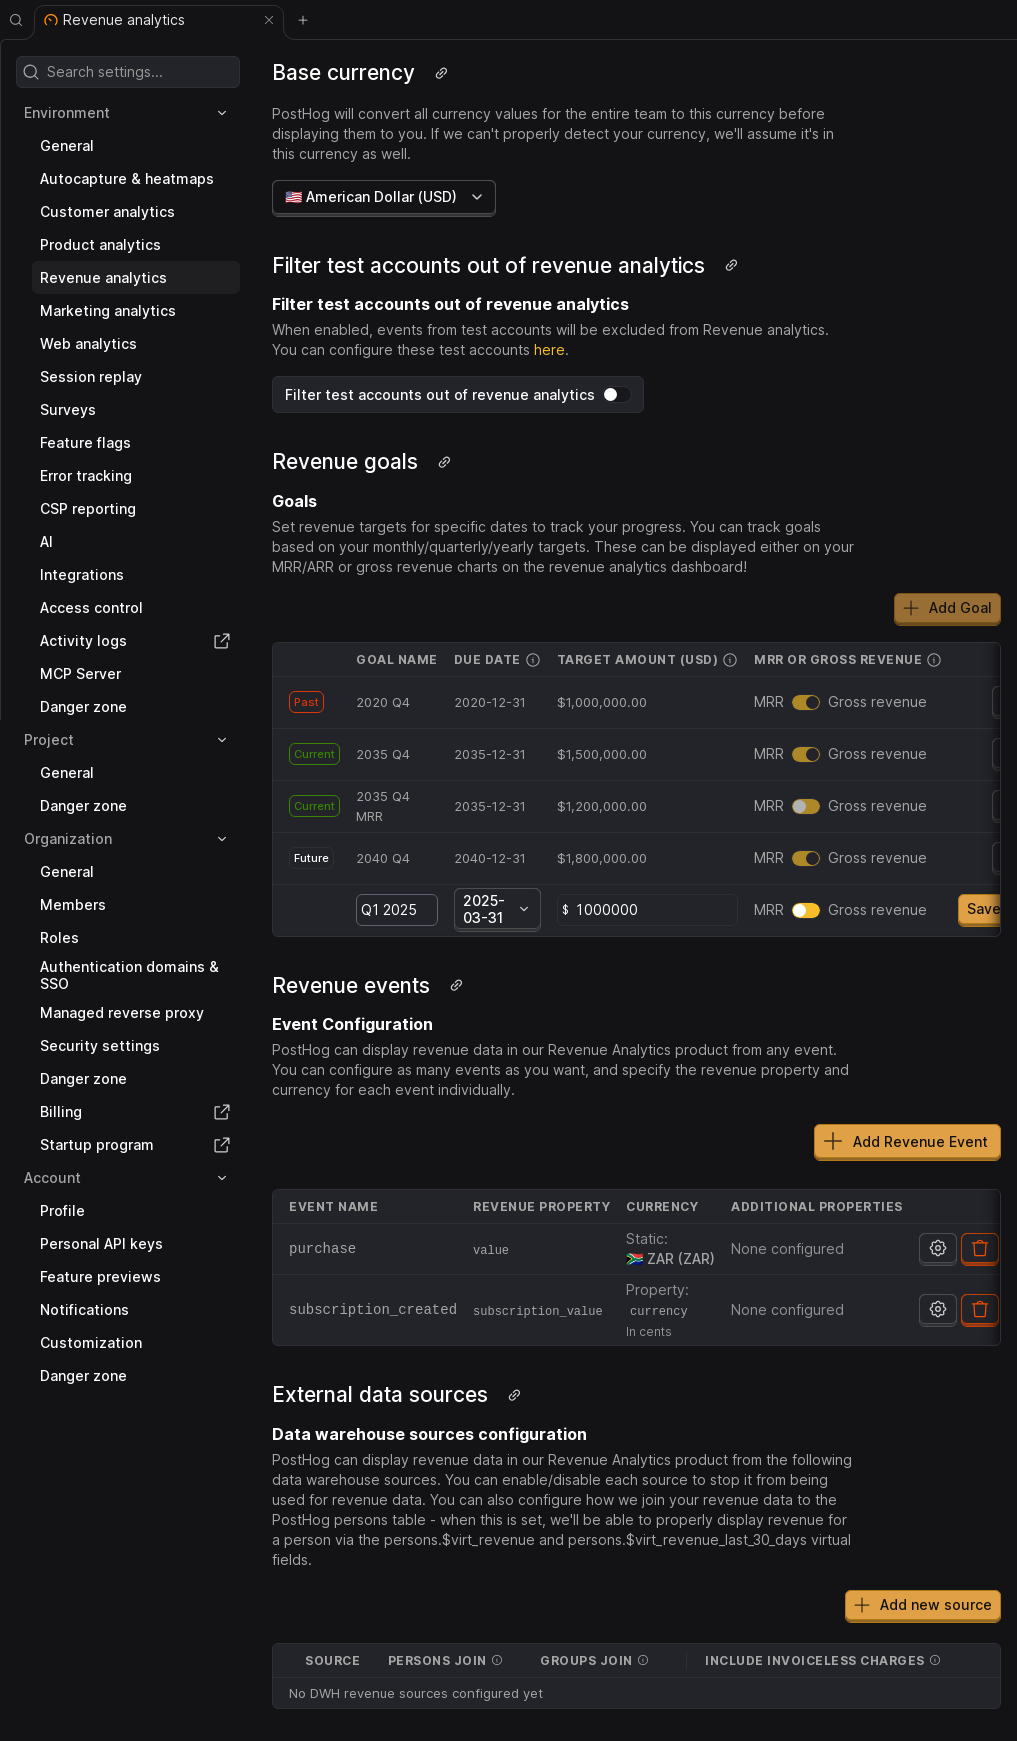 Revenue analytics
Search settings...
Environment
General
Autocapture & heatmaps
Customer analytics
Product analytics
Revenue analytics
Marketing analytics
Web analytics
Session replay
Surveys
Feature flags
Error tracking
CSP reporting
AI
Integrations
Access control
Activity logs
MCP Server
Danger zone
Project
General
Danger zone
Organization
General
Members
Roles
Authentication domains &
SSO
Managed reverse proxy
Security settings
Danger zone
Billing
Startup program
Account
Profile
Personal API keys
Feature previews
Notifications
Customization
Danger zone
Base currency
PostHog will convert all currency values for the entire team to this currency before
displaying them to you. If we can't properly detect your currency, we'll assume it's in
this currency as well.
🇺🇸 American Dollar (USD)
Filter test accounts out of revenue analytics
Filter test accounts out of revenue analytics
When enabled, events from test accounts will be excluded from Revenue analytics.
You can configure these test accounts here.
Filter test accounts out of revenue analytics
Revenue goals
Goals
Set revenue targets for specific dates to track your progress. You can track goals
based on your monthly/quarterly/yearly targets. These can be displayed either on your
MRR/ARR or gross revenue charts on the revenue analytics dashboard!
Add Goal
GOAL NAME DUE DATE TARGET AMOUNT (USD) MRR OR GROSS REVENUE
Past 2020 Q4 2020-12-31 $1,000,000.00 MRR Gross revenue
Current 2035 Q4 2035-12-31 $1,500,000.00 MRR Gross revenue
Current 2035 Q4 MRR 2035-12-31 $1,200,000.00 MRR Gross revenue
Future 2040 Q4 2040-12-31 $1,800,000.00 MRR Gross revenue
Q1 2025 2025-03-31 $ 1000000 MRR Gross revenue Save
Revenue events
Event Configuration
PostHog can display revenue data in our Revenue Analytics product from any event.
You can configure as many events as you want, and specify the revenue property and
currency for each event individually.
Add Revenue Event
EVENT NAME REVENUE PROPERTY CURRENCY ADDITIONAL PROPERTIES
purchase value Static: 🇿🇦 ZAR (ZAR) None configured
subscription_created subscription_value Property: currency In cents None configured
External data sources
Data warehouse sources configuration
PostHog can display revenue data in our Revenue Analytics product from the following
data warehouse sources. You can enable/disable each source to stop it from being
used for revenue data. You can also configure how we join your revenue data to the
PostHog persons table - when this is set, we'll be able to properly display revenue for
a person via the persons.$virt_revenue and persons.$virt_revenue_last_30_days virtual
fields.
Add new source
SOURCE PERSONS JOIN GROUPS JOIN INCLUDE INVOICELESS CHARGES
No DWH revenue sources configured yet